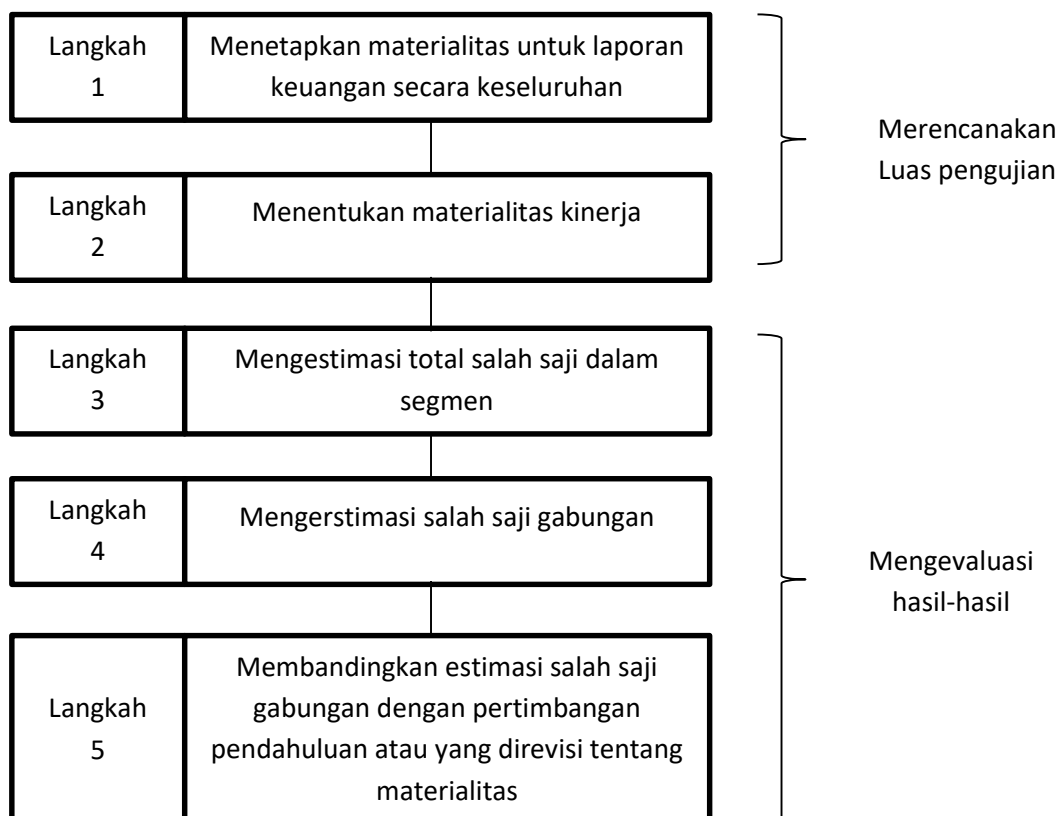 Langkah
1
Menetapkan materialitas untuk laporan
keuangan secara keseluruhan
Merencanakan
Luas pengujian
Langkah
2
Menentukan materialitas kinerja
Langkah
3
Mengestimasi total salah saji dalam
segmen
Langkah
4
Mengerstimasi salah saji gabungan
Mengevaluasi
hasil-hasil
Langkah
5
Membandingkan estimasi salah saji
gabungan dengan pertimbangan
pendahuluan atau yang direvisi tentang
materialitas